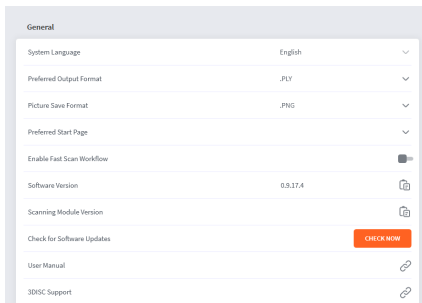 General
System Language English
Preferred Output Format .PLY
Picture Save Format .PNG
Preferred Start Page
Enable Fast Scan Workflow
Software Version 0.9.17.4
Scanning Module Version
Check for Software Updates CHECK NOW
User Manual
3DISC Support